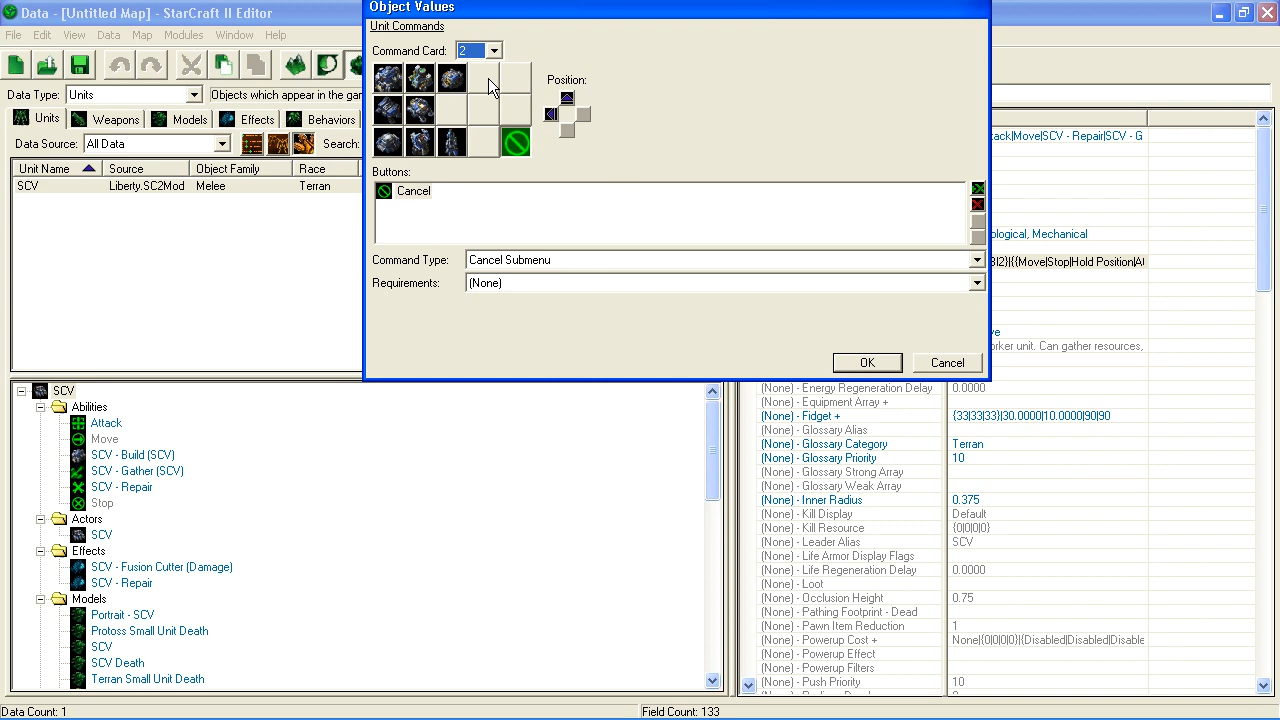 Data - [Untitled Map] - StarCraft II Editor
Object Values
File Edit View Data Map Modules Window Help
Unit Commands
Command Card: 2
Position:
Data Type: Units
Objects which appear in the gam
Units Weapons Models Effects Behaviors
Data Source: All Data Search:
Unit Name Source Object Family Race
SCV Liberty.SC2Mod Melee Terran
Buttons:
Cancel
Command Type: Cancel Submenu
Requirements: (None)
OK Cancel
Move|SCV - Repair|SCV - G
ological, Mechanical
|{{Move|Stop|Hold Position|
rker unit. Can gather resources,
SCV
Abilities
Attack
Move
SCV - Build (SCV)
SCV - Gather (SCV)
SCV - Repair
Stop
Actors
SCV
Effects
SCV - Fusion Cutter (Damage)
SCV - Repair
Models
Portrait - SCV
Protoss Small Unit Death
SCV
SCV Death
Terran Small Unit Death
(None) - Energy Regeneration Delay 0.0000
(None) - Equipment Array +
(None) - Fidget + {33|33|33}|30.0000|10.0000|90|90
(None) - Glossary Alias
(None) - Glossary Category Terran
(None) - Glossary Priority 10
(None) - Glossary Strong Array
(None) - Glossary Weak Array
(None) - Inner Radius 0.375
(None) - Kill Display Default
(None) - Kill Resource {0|0|0|0}
(None) - Leader Alias SCV
(None) - Life Armor Display Flags
(None) - Life Regeneration Delay 0.0000
(None) - Loot
(None) - Occlusion Height 0.75
(None) - Pathing Footprint - Dead
(None) - Pawn Item Reduction 1
(None) - Powerup Cost + None|{0|0|0|0}|{Disabled|Disabled|Disable
(None) - Powerup Effect
(None) - Powerup Filters
(None) - Push Priority 10
Data Count: 1
Field Count: 133